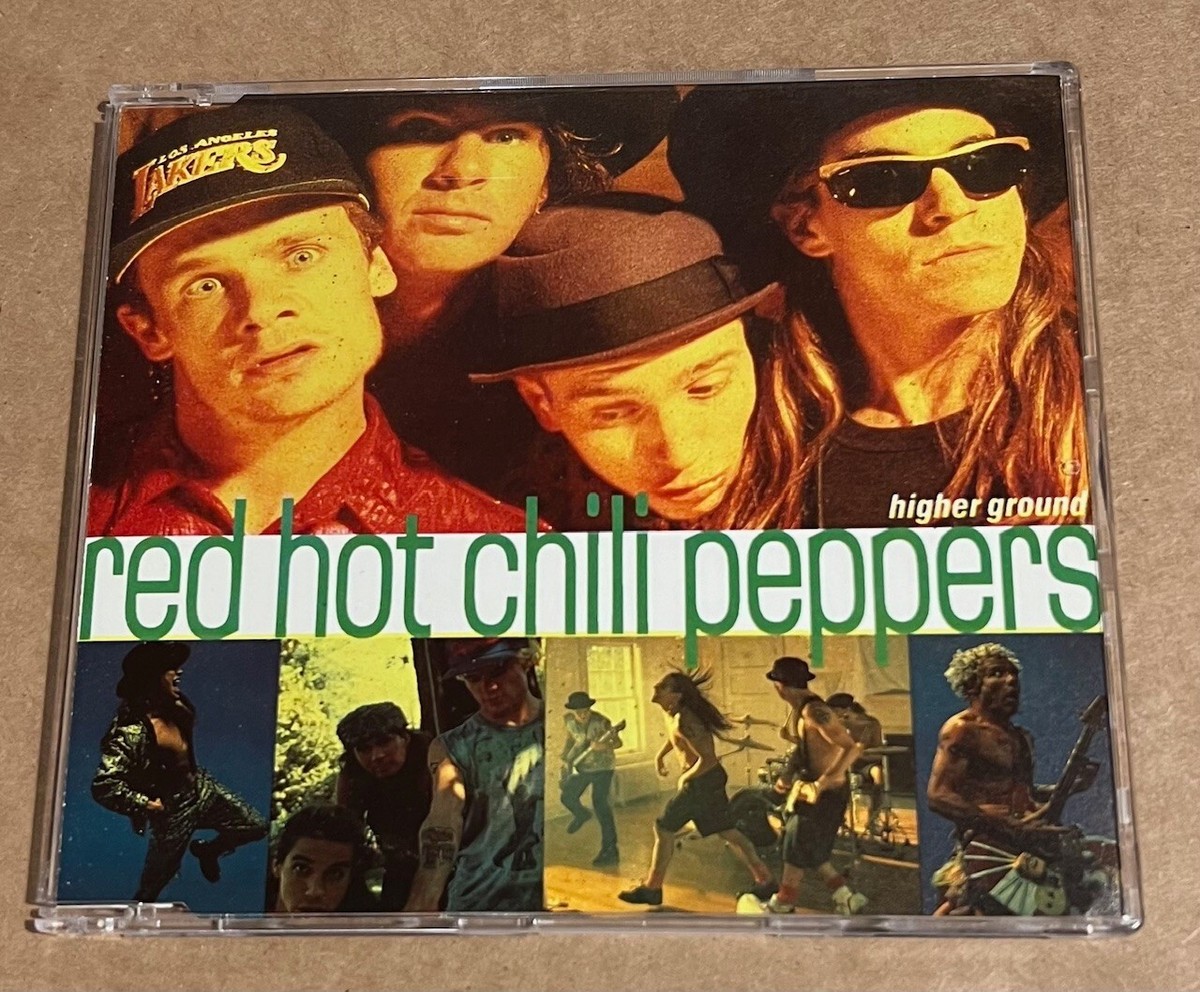 LOS ANGELES
LAKERS
higher ground
red hot chili peppers